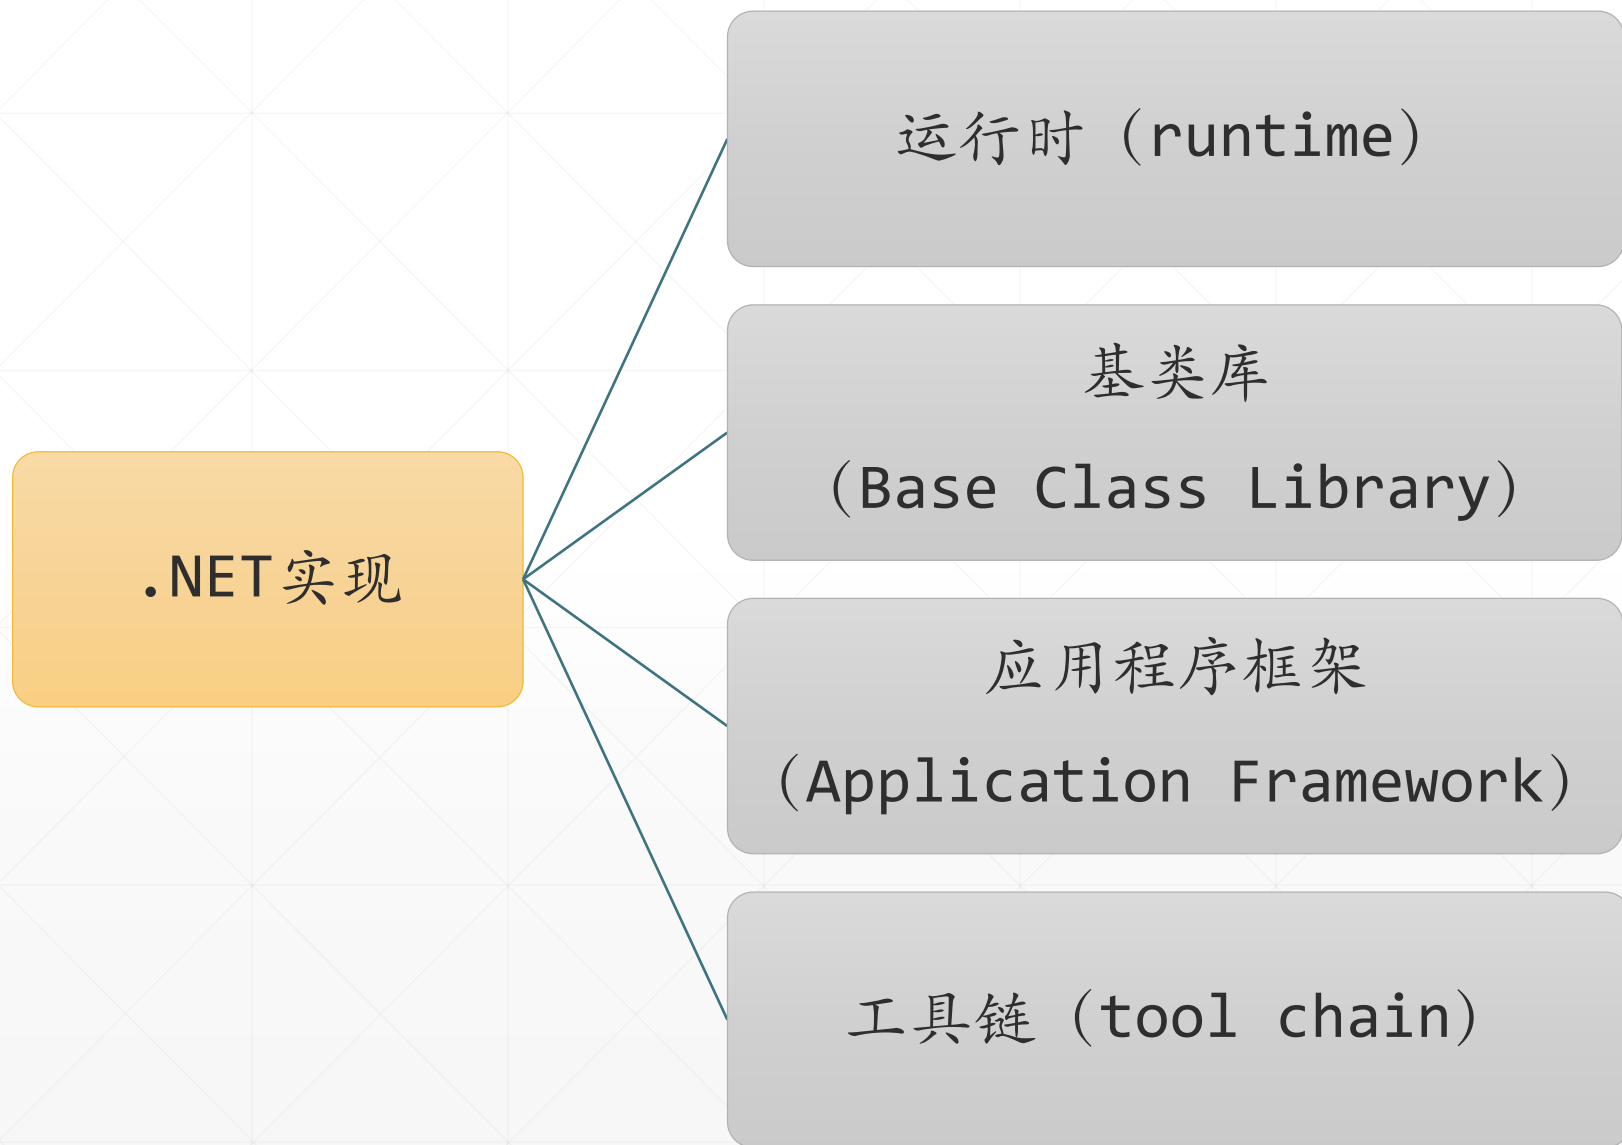 .NET实现
运行时（runtime）
基类库
（Base Class Library）
应用程序框架
（Application Framework）
工具链（tool chain）